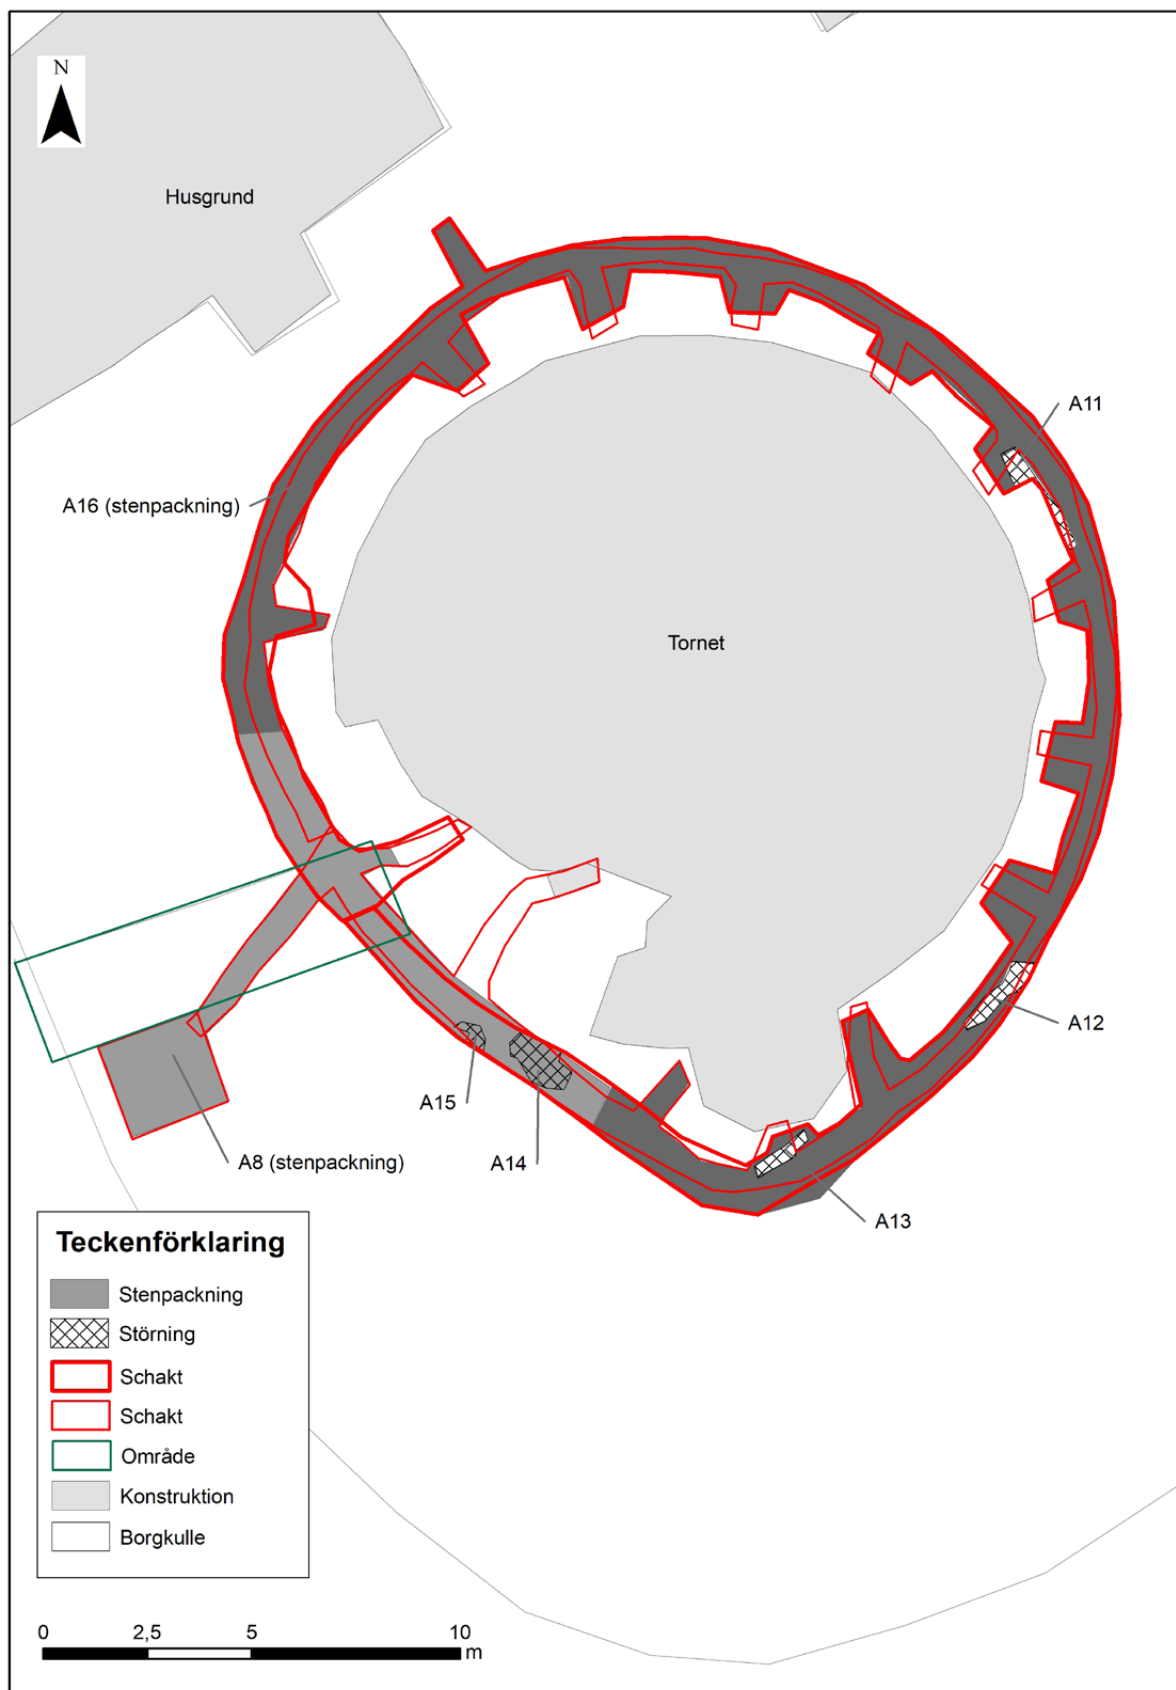 N
Husgrund
A11
A16 (stenpackning)
Tornet
A12
A15
A14
A8 (stenpackning)
A13
Teckenförklaring
Stenpackning
Störning
Schakt
Schakt
Område
Konstruktion
Borgkulle
0 2,5 5 10
m